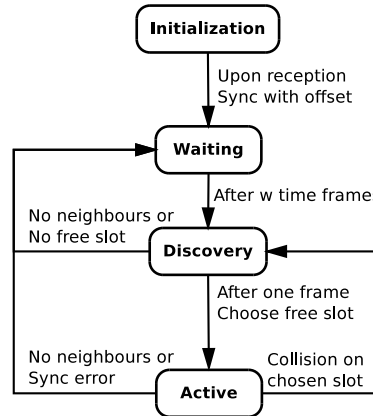 Initialization
Upon reception
Sync with offset
Waiting
After w time frame
No neighbours or
No free slot
Discovery
After one frame
Choose free slot
No neighbours or
Sync error
Collision on
chosen slot
Active